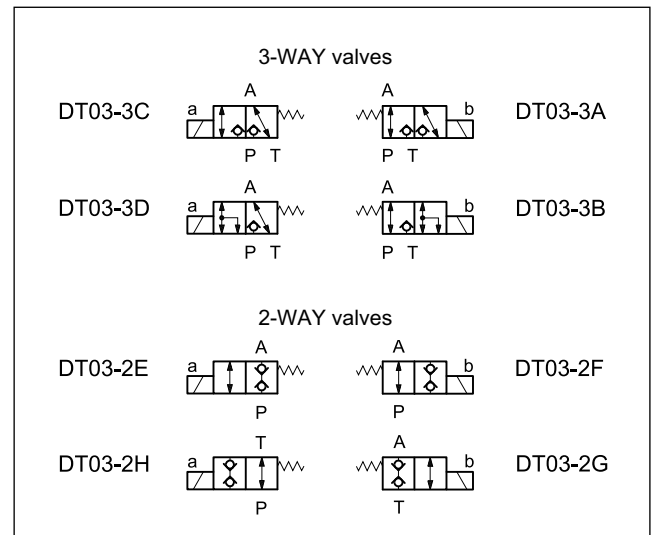 3-WAY valves
A A
DT03-3C a b DT03-3A
P T P T
A A
DT03-3D a b DT03-3B
P T P T
2-WAY valves
A A
DT03-2E a b DT03-2F
P P
T A
DT03-2H a b DT03-2G
P T